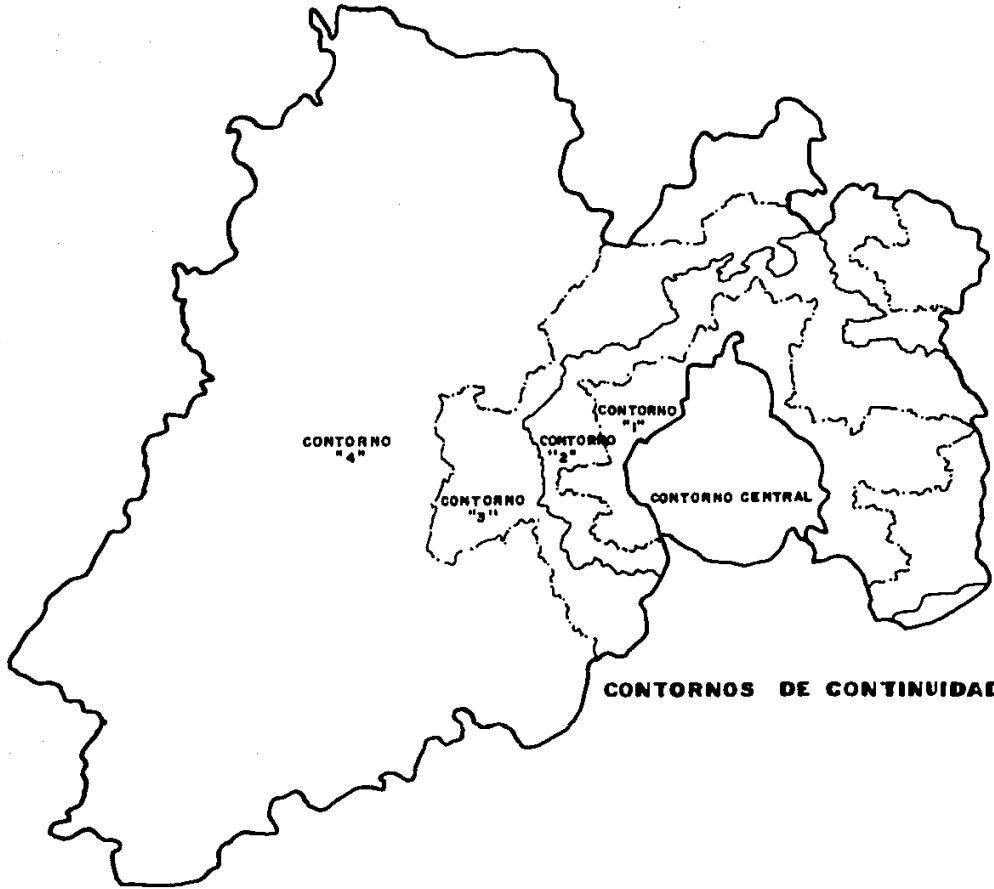 CONTORNO
"1"
CONTORNO
"4"
CONTORNO
"2"
CONTORNO
"3"
CONTORNO CENTRAL
CONTORNOS DE CONTINUIDAD